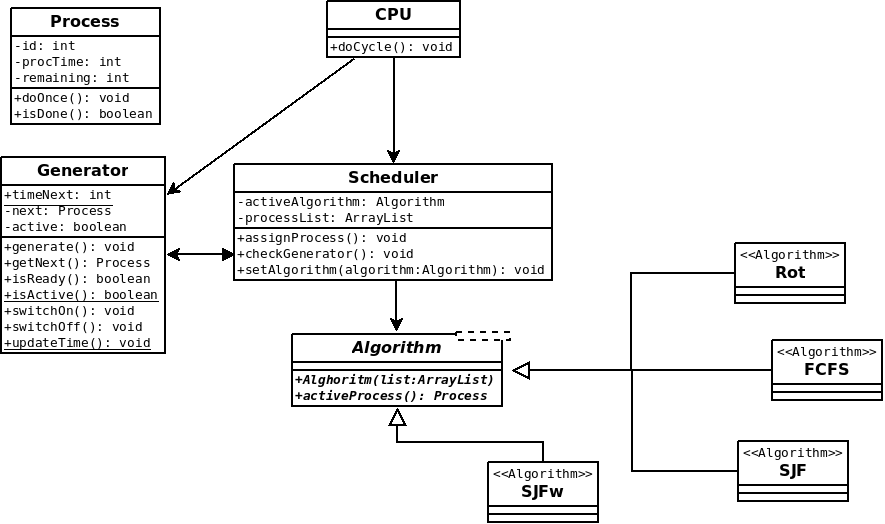 Process
-id: int
-procTime: int
-remaining: int
+doOnce(): void
+isDone(): boolean
CPU
+doCycle(): void
Generator
+timeNext: int
-next: Process
-active: boolean
+generate(): void
+getNext(): Process
+isReady(): boolean
+isActive(): boolean
+switchOn(): void
+switchOff(): void
+updateTime(): void
Scheduler
-activeAlgorithm: Algorithm
-processList: ArrayList
+assignProcess(): void
+checkGenerator(): void
+setAlgorithm(algorithm:Algorithm): void
Algorithm
+Alghoritm(list:ArrayList)
+activeProcess(): Process
<<Algorithm>>
Rot
<<Algorithm>>
FCFS
<<Algorithm>>
SJF
<<Algorithm>>
SJFw